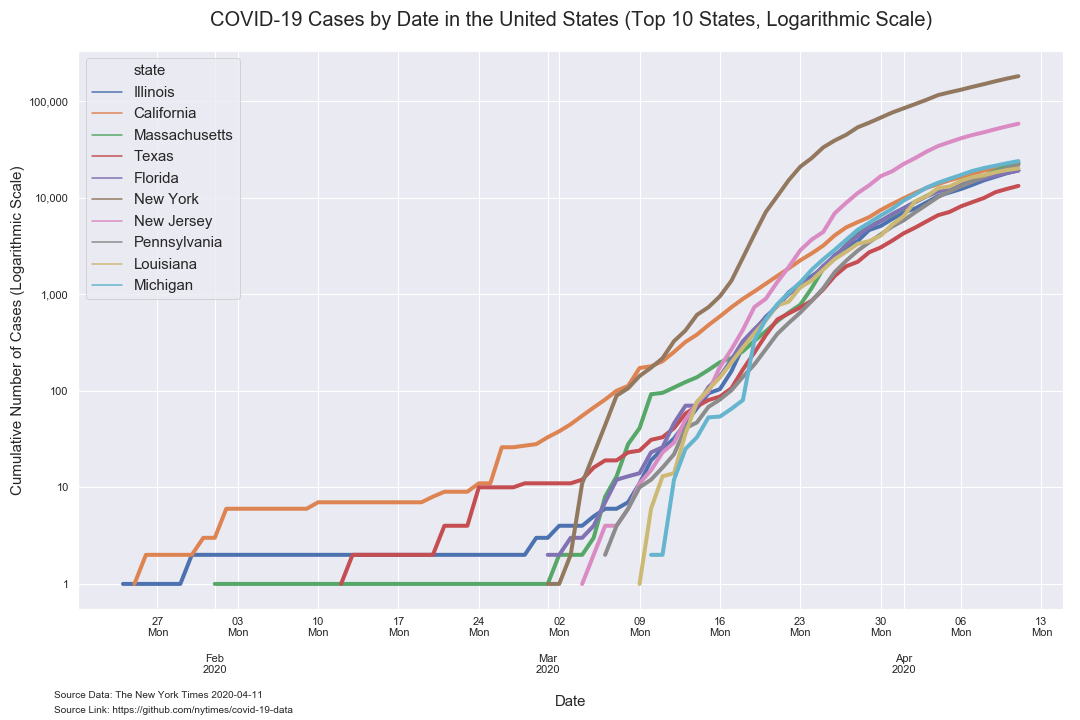 COVID-19 Cases by Date in the United States (Top 10 States, Logarithmic Scale)
Cumulative Number of Cases (Logarithmic Scale)
100,000
10,000
1,000
100
10
1
state
Illinois
California
Massachusetts
Texas
Florida
New York
New Jersey
Pennsylvania
Louisiana
Michigan
27 03 10 17 24 02 09 16 23 30 06 13
Mon Mon Mon Mon Mon Mon Mon Mon Mon Mon Mon Mon
Feb Mar Apr
2020 2020 2020
Date
Source Data: The New York Times 2020-04-11
Source Link: https://github.com/nytimes/covid-19-data